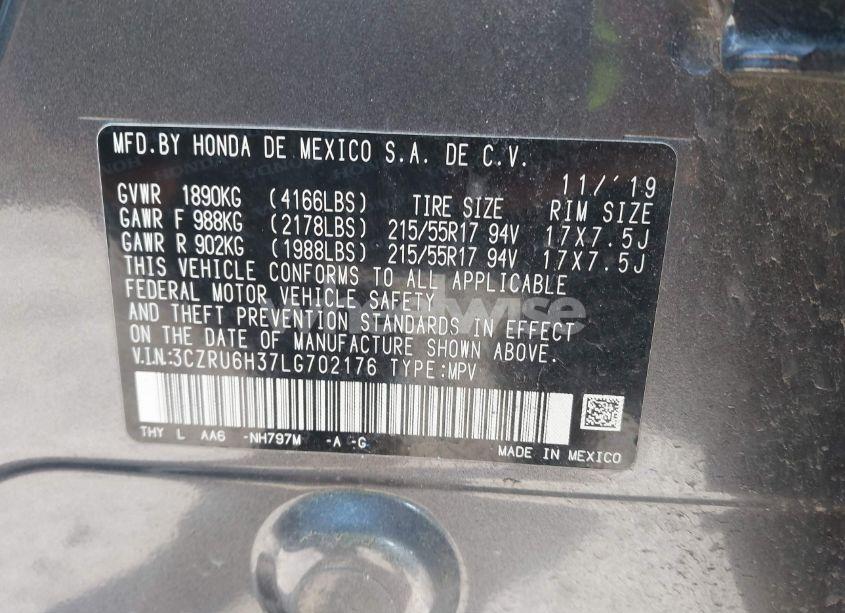 MFD.BY HONDA DE MEXICO S.A. DE C.V.
11/'19
GVWR 1890KG (4166LBS) TIRE SIZE RIM SIZE
GAWR F 988KG (2178LBS) 215/55R17 94V 17X7.5J
GAWR R 902KG (1988LBS) 215/55R17 94V 17X7.5J
THIS VEHICLE CONFORMS TO ALL APPLICABLE
FEDERAL MOTOR VEHICLE SAFETY
AND THEFT PREVENTION STANDARDS IN EFFECT
ON THE DATE OF MANUFACTURE SHOWN ABOVE.
V.I.N.:3CZRU6H37LG702176 TYPE:MPV
THY L AA6 -NH797M -A -G
MADE IN MEXICO